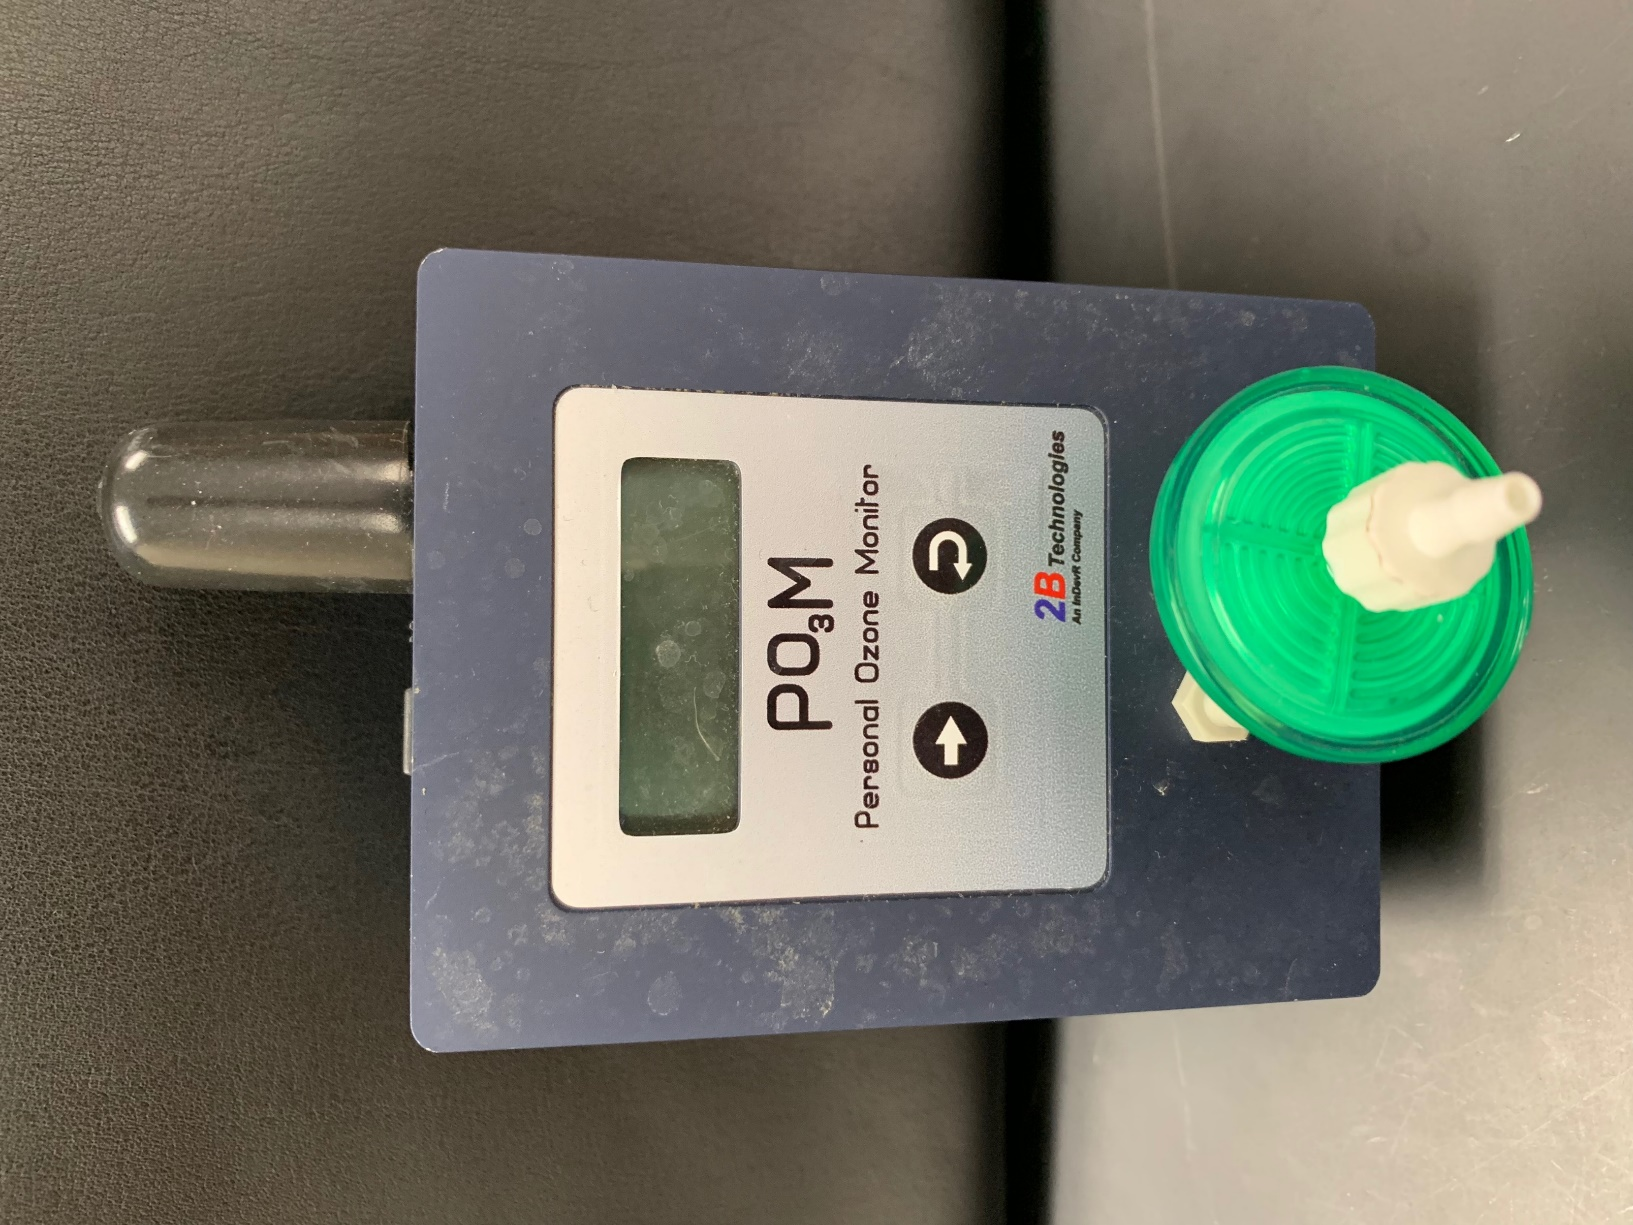 PO₃M
Personal Ozone Monitor
2B Technologies
An InDevR Company